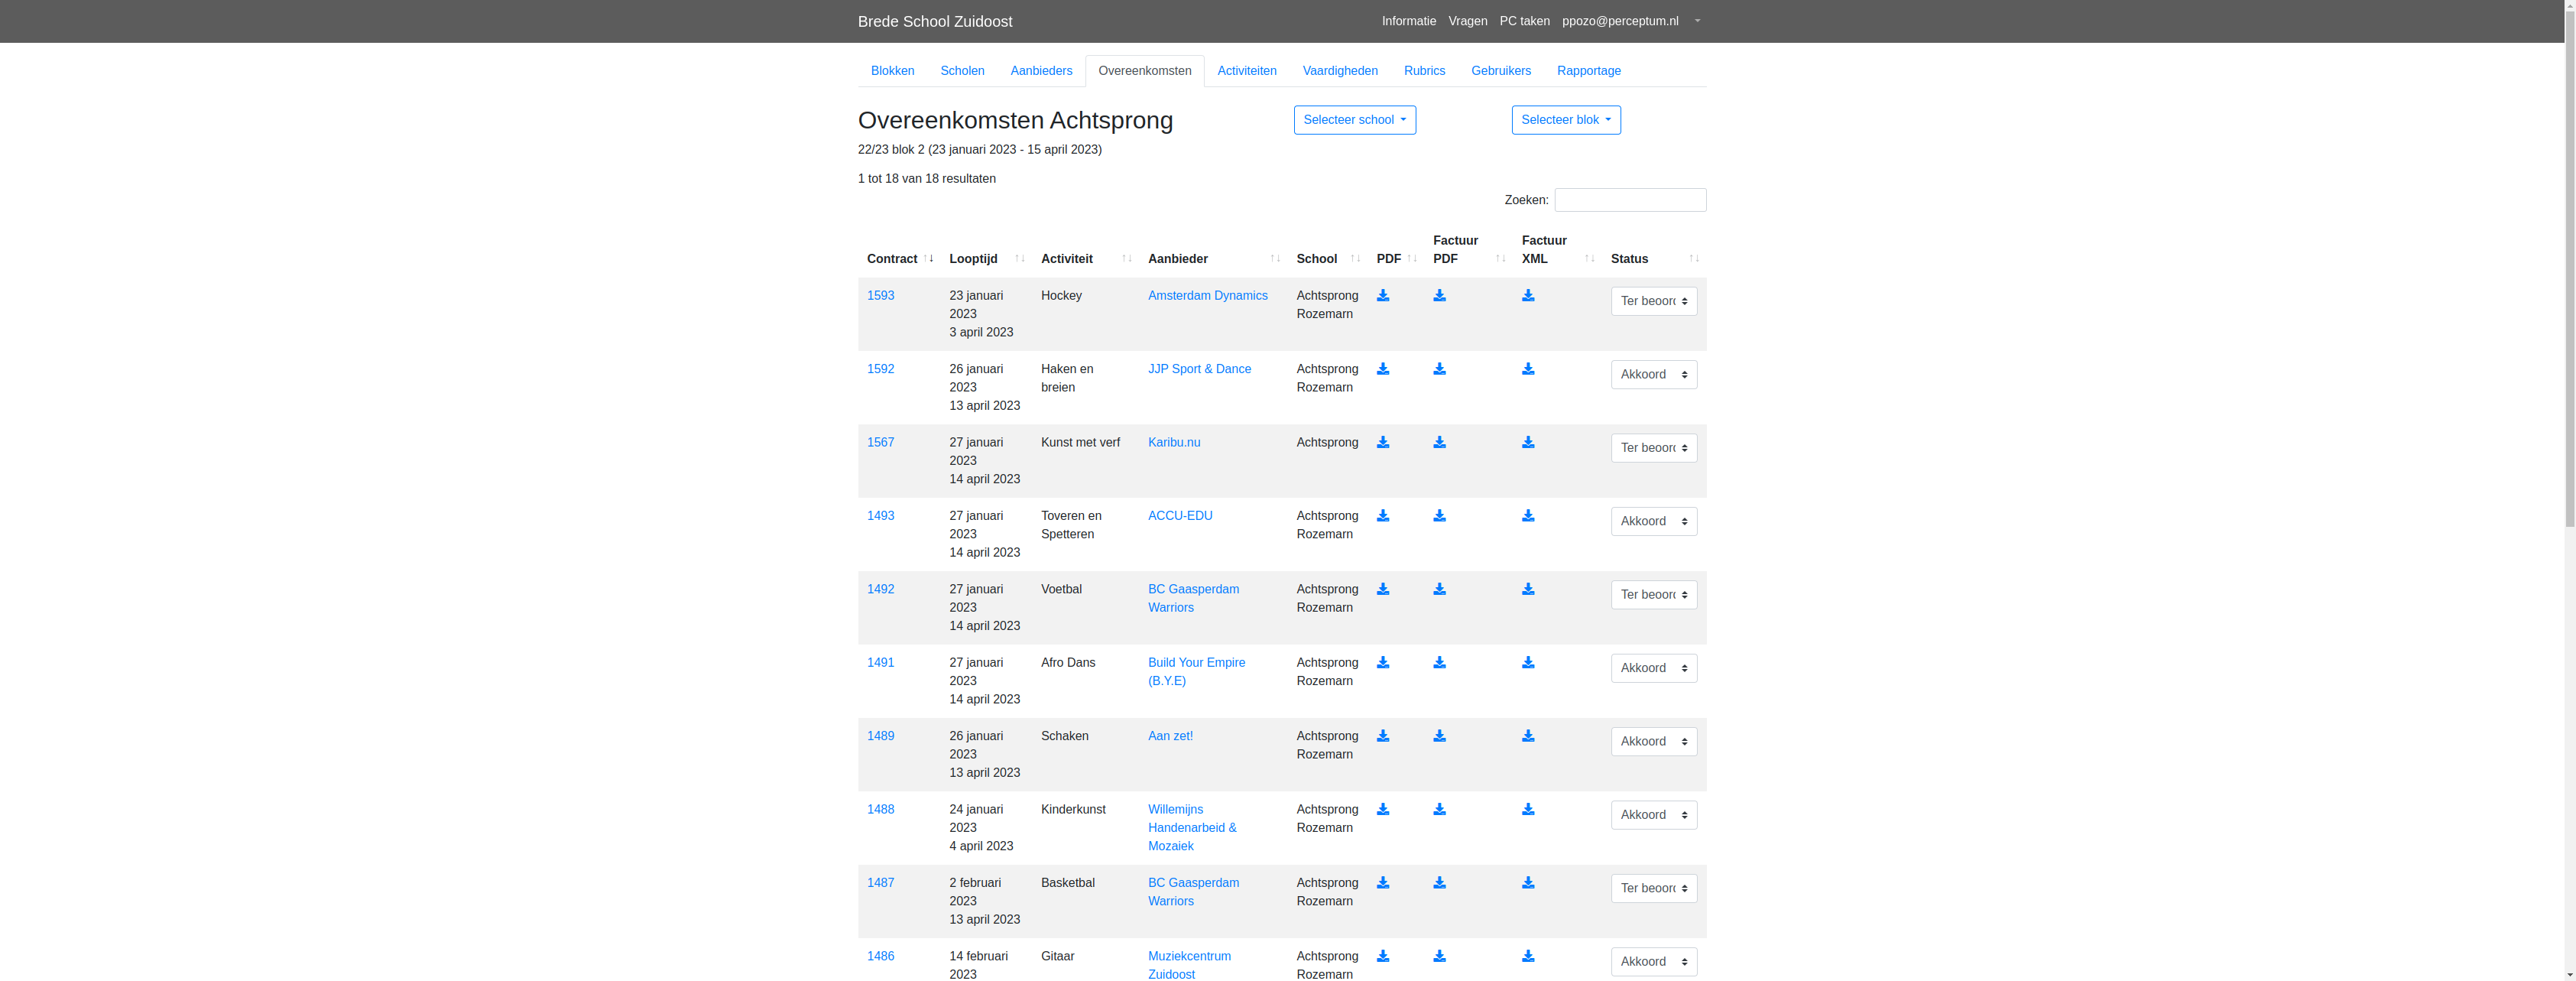 Brede School Zuidoost
Informatie Vragen PC taken ppozo@perceptum.nl
Blokken Scholen Aanbieders Overeenkomsten Activiteiten Vaardigheden Rubrics Gebruikers Rapportage
Overeenkomsten Achtsprong Selecteer school Selecteer blok
22/23 blok 2 (23 januari 2023 - 15 april 2023)
1 tot 18 van 18 resultaten
Zoeken:
Contract Looptijd Activiteit Aanbieder School PDF Factuur PDF Factuur XML Status
1593 23 januari Hockey Amsterdam Dynamics Achtsprong Ter beoor
2023 Rozemarn
3 april 2023
1592 26 januari Haken en JJP Sport & Dance Achtsprong Akkoord
2023 breien Rozemarn
13 april 2023
1567 27 januari Kunst met verf Karibu.nu Achtsprong Ter beoor
2023
14 april 2023
1493 27 januari Toveren en ACCU-EDU Achtsprong Akkoord
2023 Spetteren Rozemarn
14 april 2023
1492 27 januari Voetbal BC Gaasperdam Achtsprong Ter beoor
2023 Warriors Rozemarn
14 april 2023
1491 27 januari Afro Dans Build Your Empire Achtsprong Akkoord
2023 (B.Y.E) Rozemarn
14 april 2023
1489 26 januari Schaken Aan zet! Achtsprong Akkoord
2023 Rozemarn
13 april 2023
1488 24 januari Kinderkunst Willemijns Achtsprong Akkoord
2023 Handenarbeid & Rozemarn
4 april 2023 Mozaiek
1487 2 februari Basketbal BC Gaasperdam Achtsprong Ter beoor
2023 Warriors Rozemarn
13 april 2023
1486 14 februari Gitaar Muziekcentrum Achtsprong Akkoord
2023 Zuidoost Rozemarn